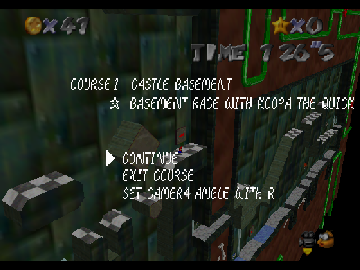 ×47 ×0
TIME 1'26"5
COURSE 1 CASTLE BASEMENT
☆ BASEMENT RACE WITH KOOPA THE QUICK
CONTINUE
EXIT COURSE
SET CAMERA ANGLE WITH R